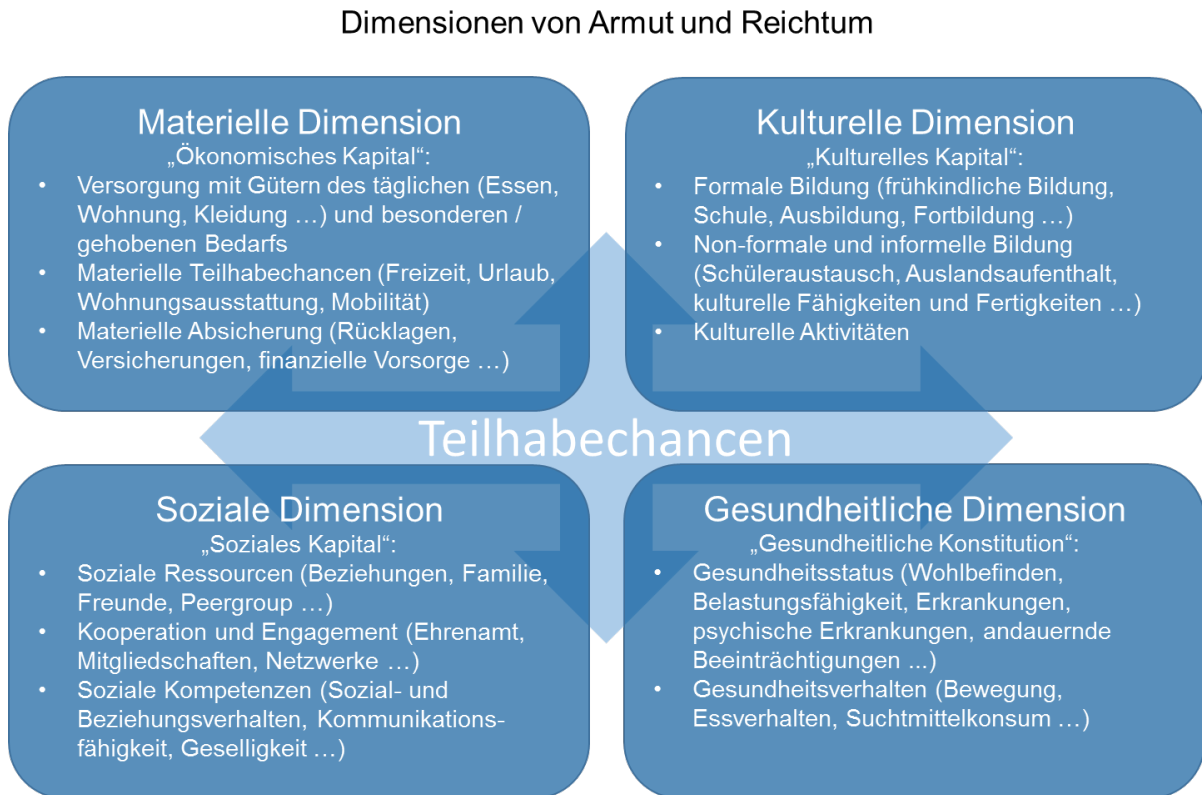 Dimensionen von Armut und Reichtum
Materielle Dimension
„Ökonomisches Kapital“:
• Versorgung mit Gütern des täglichen (Essen,
Wohnung, Kleidung …) und besonderen /
gehobenen Bedarfs
• Materielle Teilhabechancen (Freizeit, Urlaub,
Wohnungsausstattung, Mobilität)
• Materielle Absicherung (Rücklagen,
Versicherungen, finanzielle Vorsorge …)
Kulturelle Dimension
„Kulturelles Kapital“:
• Formale Bildung (frühkindliche Bildung,
Schule, Ausbildung, Fortbildung …)
• Non-formale und informelle Bildung
(Schüleraustausch, Auslandsaufenthalt,
kulturelle Fähigkeiten und Fertigkeiten …)
• Kulturelle Aktivitäten
Teilhabechancen
Soziale Dimension
„Soziales Kapital“:
• Soziale Ressourcen (Beziehungen, Familie,
Freunde, Peergroup …)
• Kooperation und Engagement (Ehrenamt,
Mitgliedschaften, Netzwerke …)
• Soziale Kompetenzen (Sozial- und
Beziehungsverhalten, Kommunikations-
fähigkeit, Geselligkeit …)
Gesundheitliche Dimension
„Gesundheitliche Konstitution“:
• Gesundheitsstatus (Wohlbefinden,
Belastungsfähigkeit, Erkrankungen,
psychische Erkrankungen, andauernde
Beeinträchtigungen ...)
• Gesundheitsverhalten (Bewegung,
Essverhalten, Suchtmittelkonsum …)